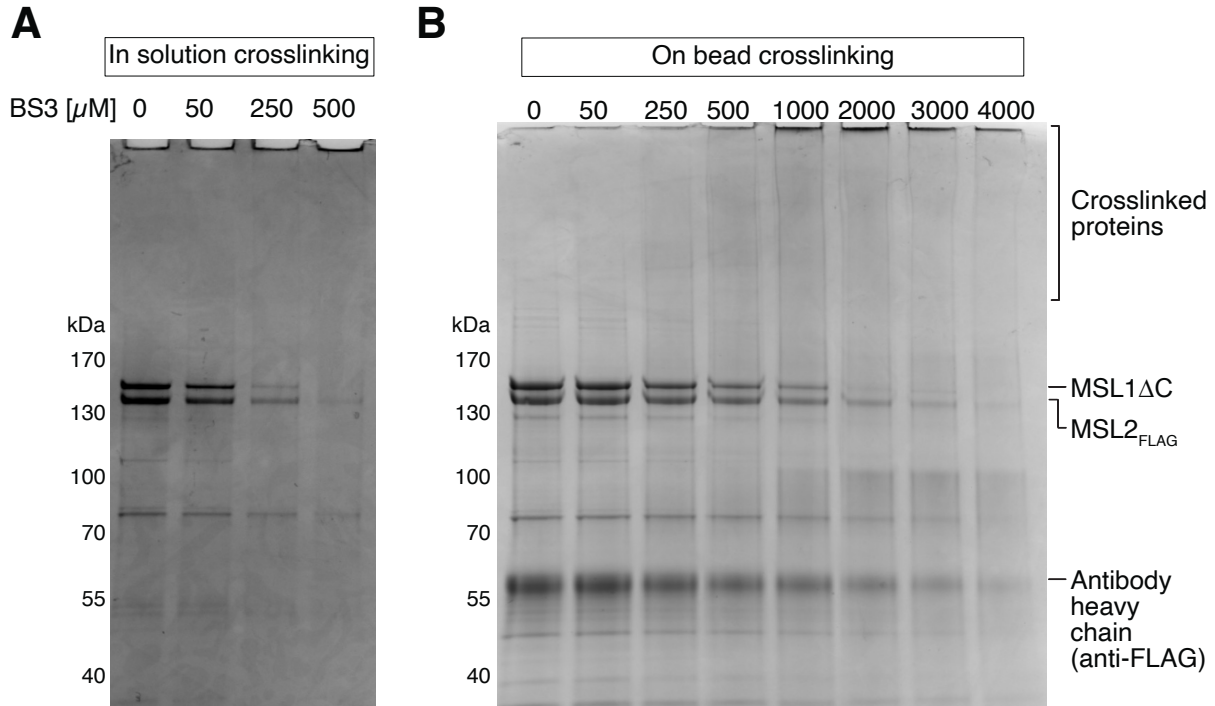 A
In solution crosslinking
BS3 [µM] 0 50 250 500
kDa
170
130
100
70
55
40
B
On bead crosslinking
0 50 250 500 1000 2000 3000 4000
kDa
170
130
100
70
55
40
Crosslinked
proteins
MSL1ΔC
MSL2FLAG
Antibody
heavy
chain
(anti-FLAG)